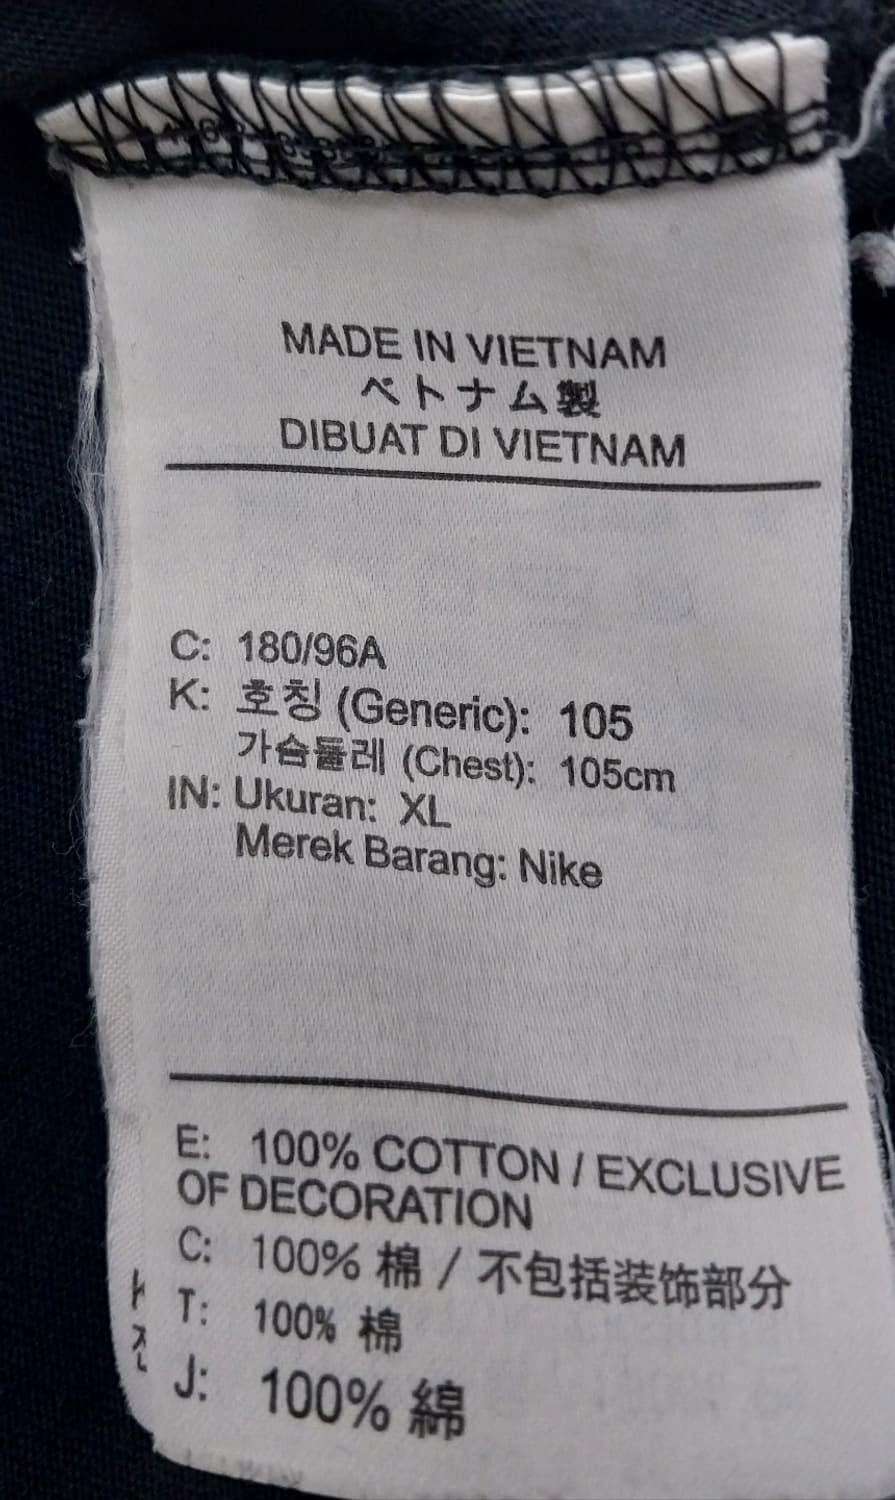 MADE IN VIETNAM
ベトナム製
DIBUAT DI VIETNAM
C: 180/96A
K: 호칭 (Generic): 105
가슴둘레 (Chest): 105cm
IN: Ukuran: XL
Merek Barang: Nike
E: 100% COTTON / EXCLUSIVE
OF DECORATION
C: 100% 棉 / 不包括装饰部分
T: 100% 棉
J: 100% 綿